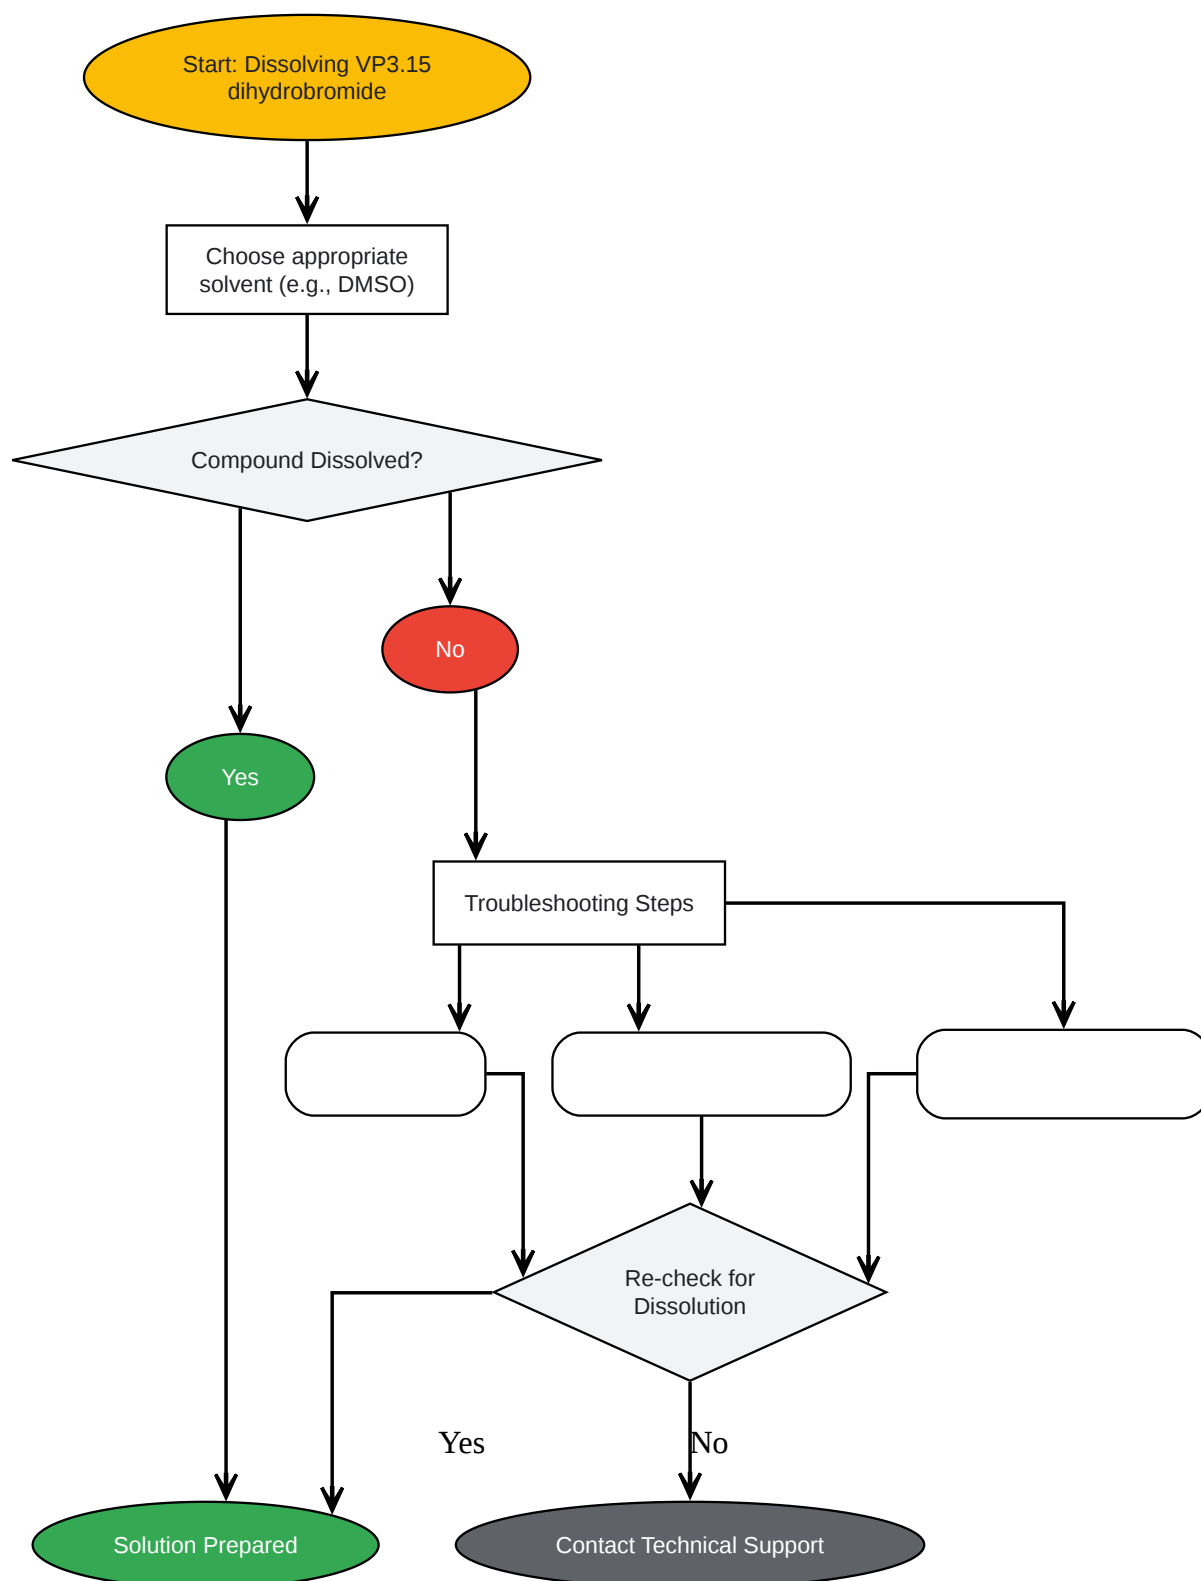 Start: Dissolving VP3.15
dihydrobromide
Choose appropriate
solvent (e.g., DMSO)
Compound Dissolved?
No
Yes
Troubleshooting Steps
Re-check for
Dissolution
Yes
No
Solution Prepared
Contact Technical Support